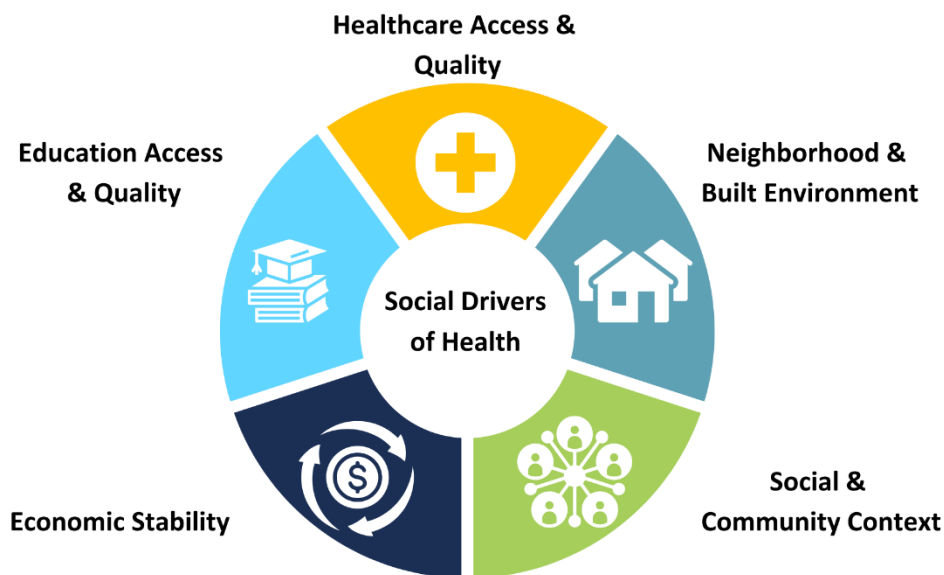 Healthcare Access &
Quality
Education Access
& Quality
Neighborhood &
Built Environment
Social Drivers
of Health
$
Economic Stability
Social &
Community Context